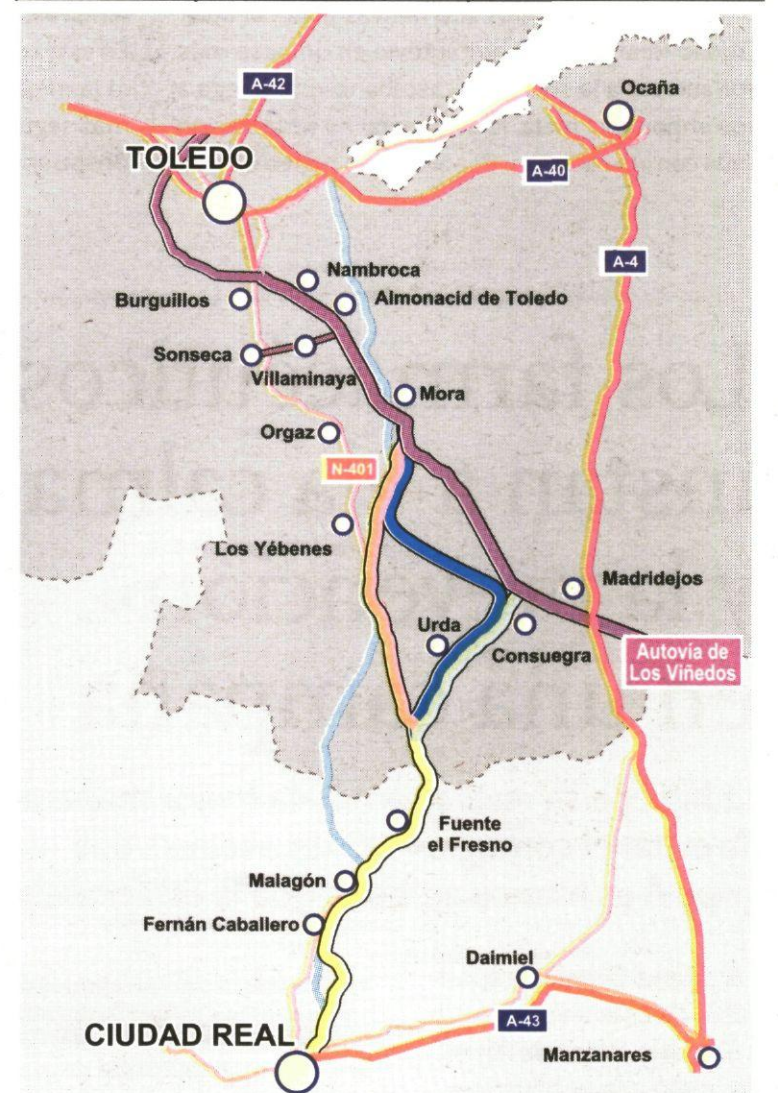 A-42
Ocaña
TOLEDO
A-40
A-4
Nambroca
Burguillos
Almonacid de Toledo
Sonseca
Villaminaya
Mora
Orgaz
N-401
Los Yébenes
Madridejos
Urda
Consuegra
Autovía de
Los Viñedos
Fuente
el Fresno
Malagón
Fernán Caballero
Daimiel
A-43
CIUDAD REAL
Manzanares